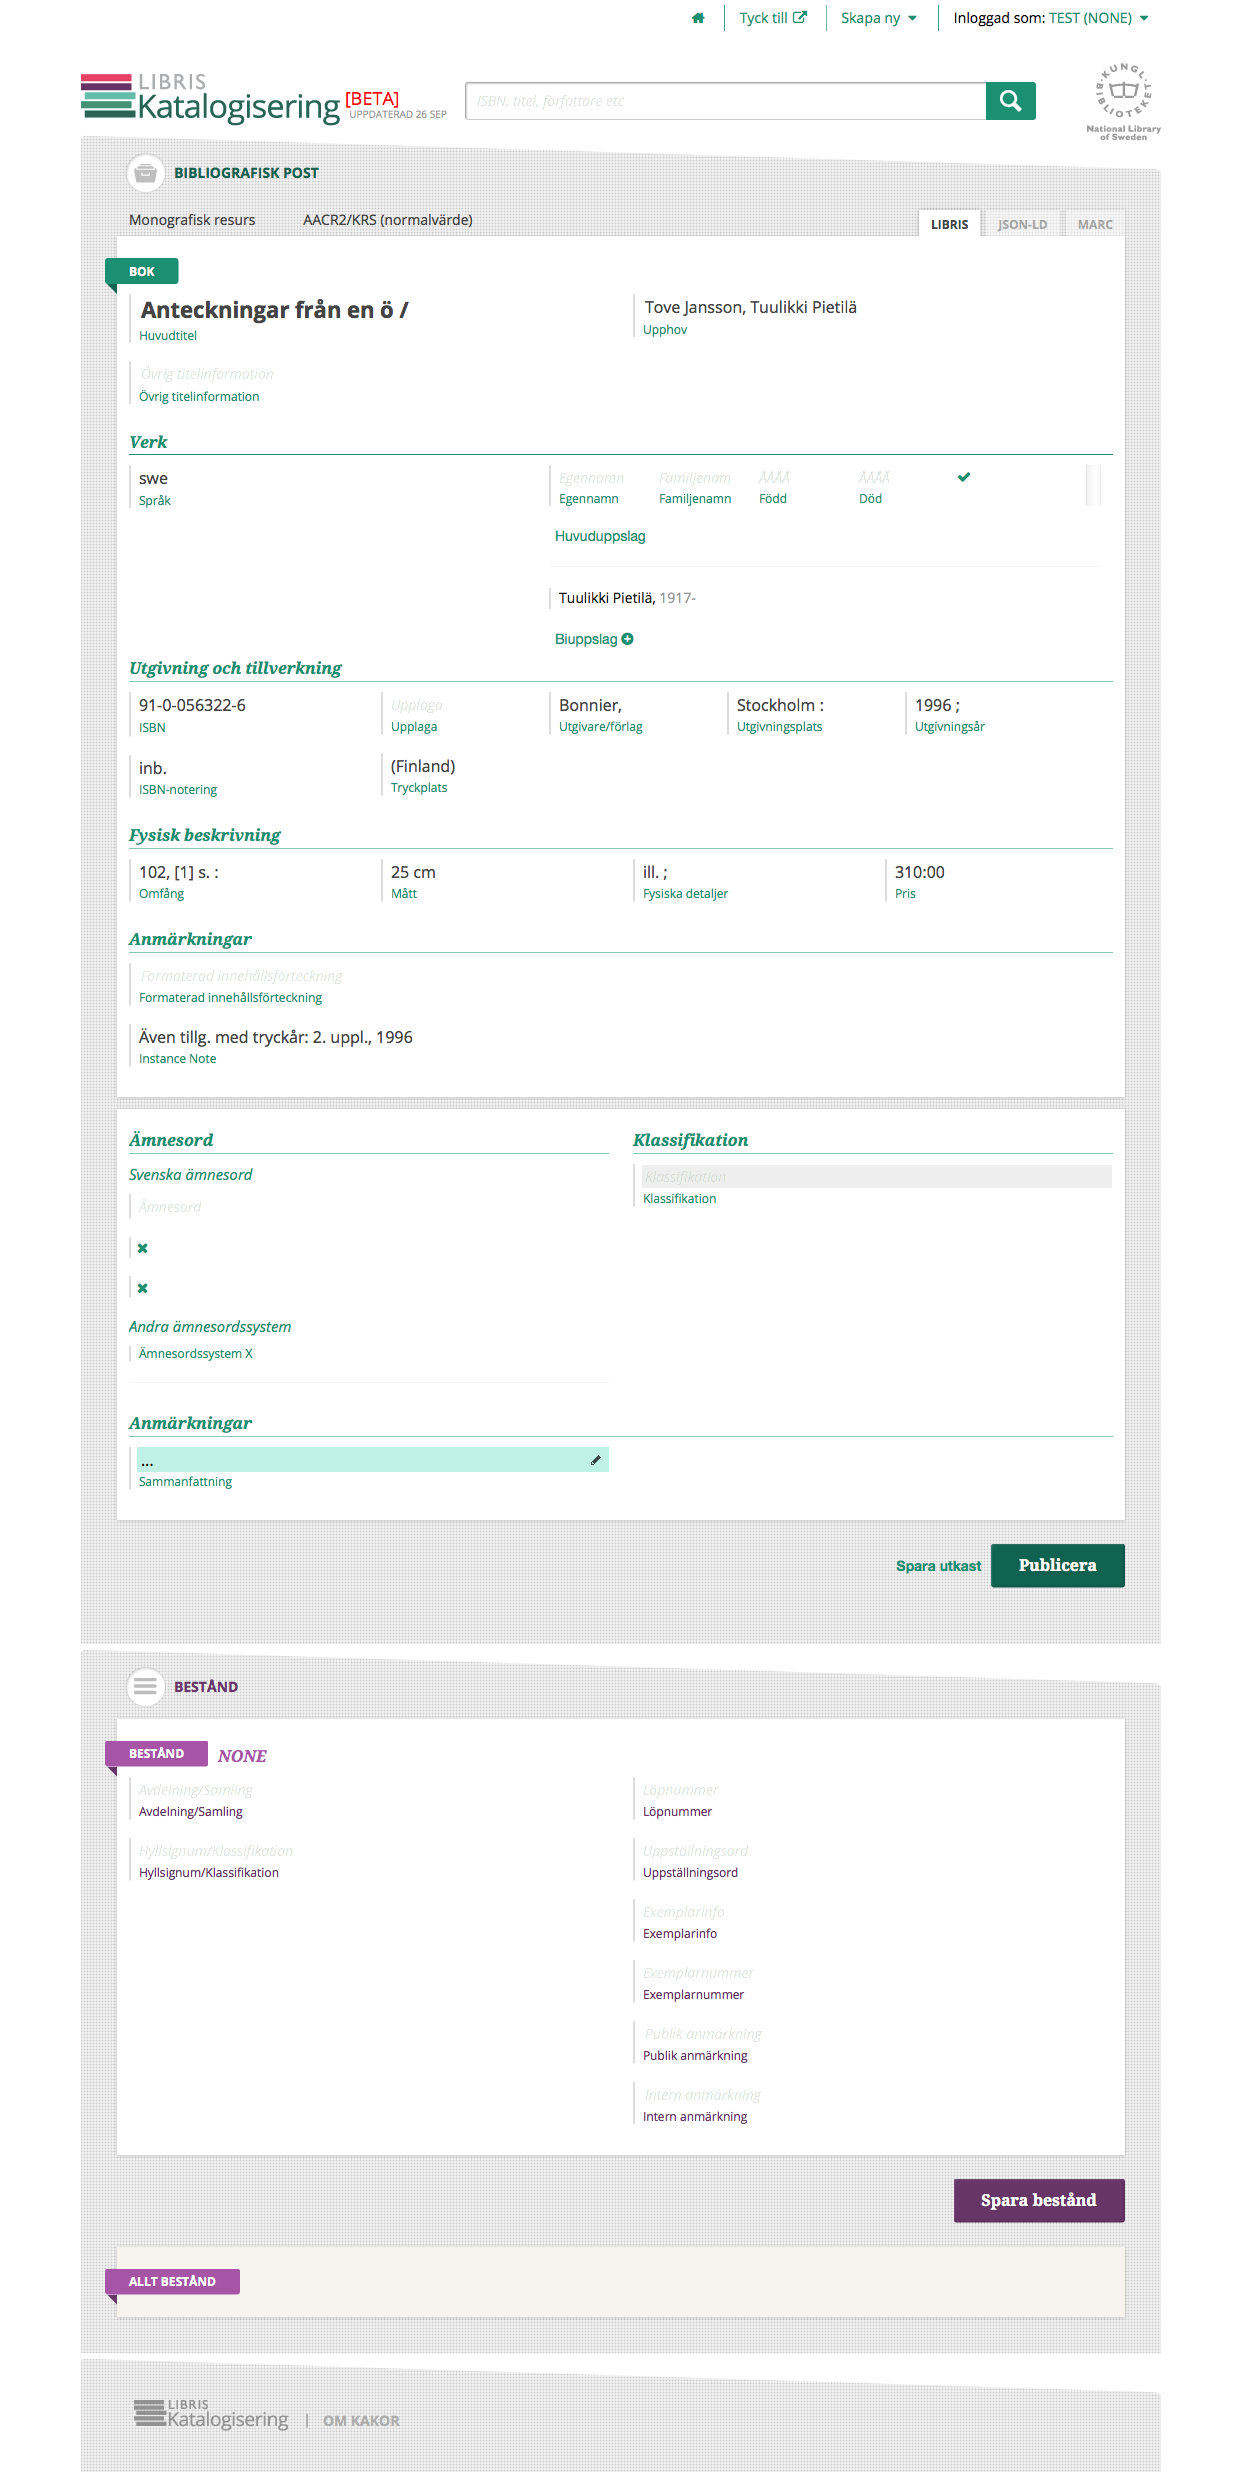 Tyck till
Skapa ny
Inloggad som: TEST (NONE)
LIBRIS
Katalogisering
[BETA]
UPPDATERAD 26 SEP
ISBN, titel, författare etc
KUNGL BIBLIOTEKET
National Library
of Sweden
BIBLIOGRAFISK POST
Monografisk resurs AACR2/KRS (normalvärde)
LIBRIS JSON-LD MARC
BOK
Anteckningar från en ö /
Huvudtitel
Tove Jansson, Tuulikki Pietilä
Upphov
Övrig titelinformation
Övrig titelinformation
Verk
swe
Språk
Egennamn Familjenam ÅÅÅÅ ÅÅÅÅ
Egennamn Familjenamn Född Död
Huvuduppslag
Tuulikki Pietilä, 1917-
Biuppslag
Utgivning och tillverkning
91-0-056322-6 Upplaga Bonnier, Stockholm : 1996 ;
ISBN Upplaga Utgivare/förlag Utgivningsplats Utgivningsår
inb. (Finland)
ISBN-notering Tryckplats
Fysisk beskrivning
102, [1] s. : 25 cm ill. ; 310:00
Omfång Mått Fysiska detaljer Pris
Anmärkningar
Formaterad innehållsförteckning
Formaterad innehållsförteckning
Även tillg. med tryckår: 2. uppl., 1996
Instance Note
Ämnesord
Svenska ämnesord
Ämnesord
Andra ämnesordssystem
Ämnesordssystem X
Klassifikation
Klassifikation
Klassifikation
Anmärkningar
...
Sammanfattning
Spara utkast Publicera
BESTÅND
BESTÅND NONE
Avdelning/Samling
Avdelning/Samling
Hyllsignum/Klassifikation
Hyllsignum/Klassifikation
Löpnummer
Löpnummer
Uppställningsord
Uppställningsord
Exemplarinfo
Exemplarinfo
Exemplarnummer
Exemplarnummer
Publik anmärkning
Publik anmärkning
Intern anmärkning
Intern anmärkning
Spara bestånd
ALLT BESTÅND
LIBRIS
Katalogisering | OM KAKOR